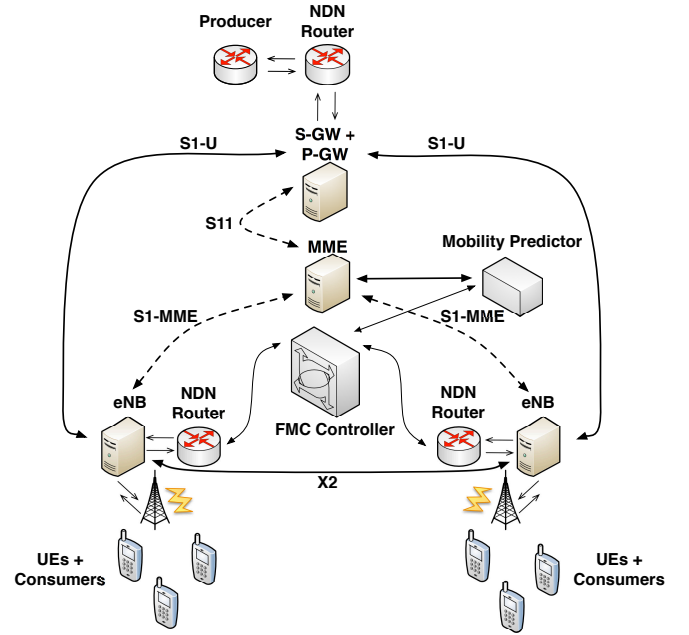 Producer
NDN
Router
S1-U
S-GW +
P-GW
S1-U
S11
MME
Mobility Predictor
S1-MME
S1-MME
eNB
NDN
Router
FMC Controller
NDN
Router
eNB
X2
UEs +
Consumers
UEs +
Consumers